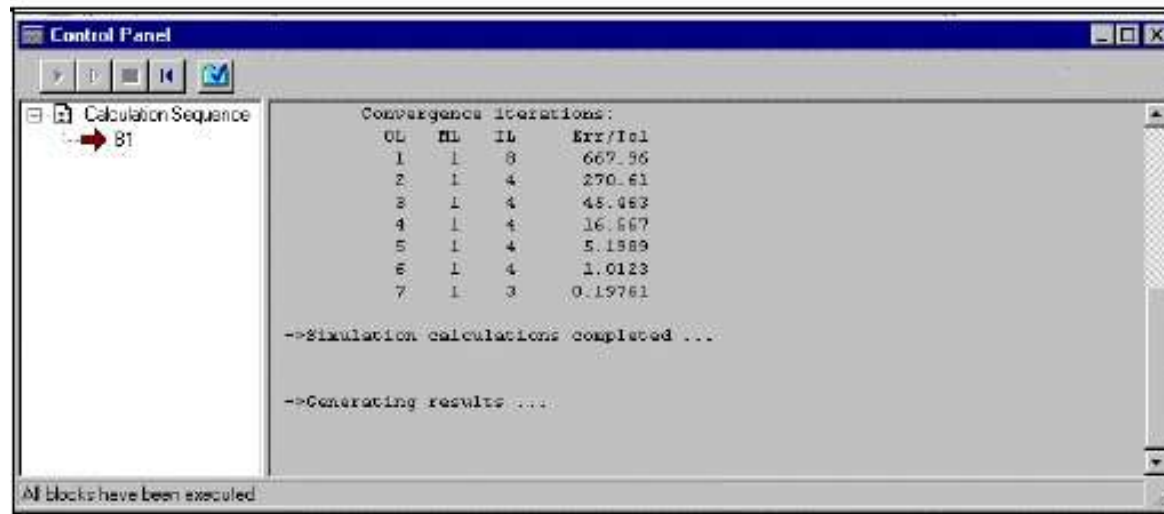 Control Panel
Calculation Sequence
B1
Convergence iterations:
OL ML IL Err/Tol
1 1 8 667.96
2 1 4 270.61
3 1 4 48.463
4 1 4 16.667
5 1 4 5.1989
6 1 4 1.0123
7 1 3 0.19761
->Simulation calculations completed ...
->Generating results ...
All blocks have been executed